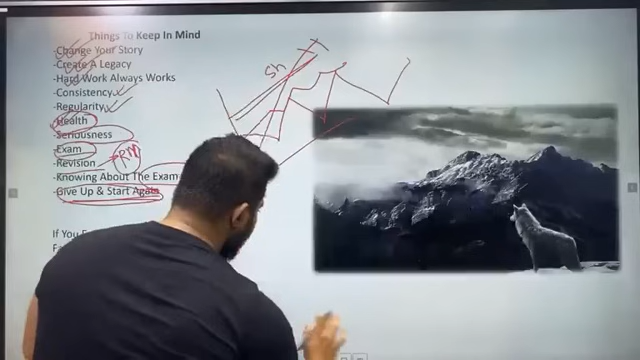 Things To Keep In Mind
-Change Your Story
-Create A Legacy
-Hard Work Always Works
-Consistency
-Regularity
-Health
-Seriousness
-Exam
-Revision
-Knowing About The Exam
-Give Up & Start Again
Sh
If You